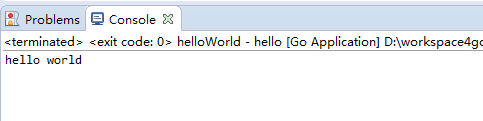 Problems Console
<terminated> <exit code: 0> helloWorld - hello [Go Application] D:\workspace4go
hello world